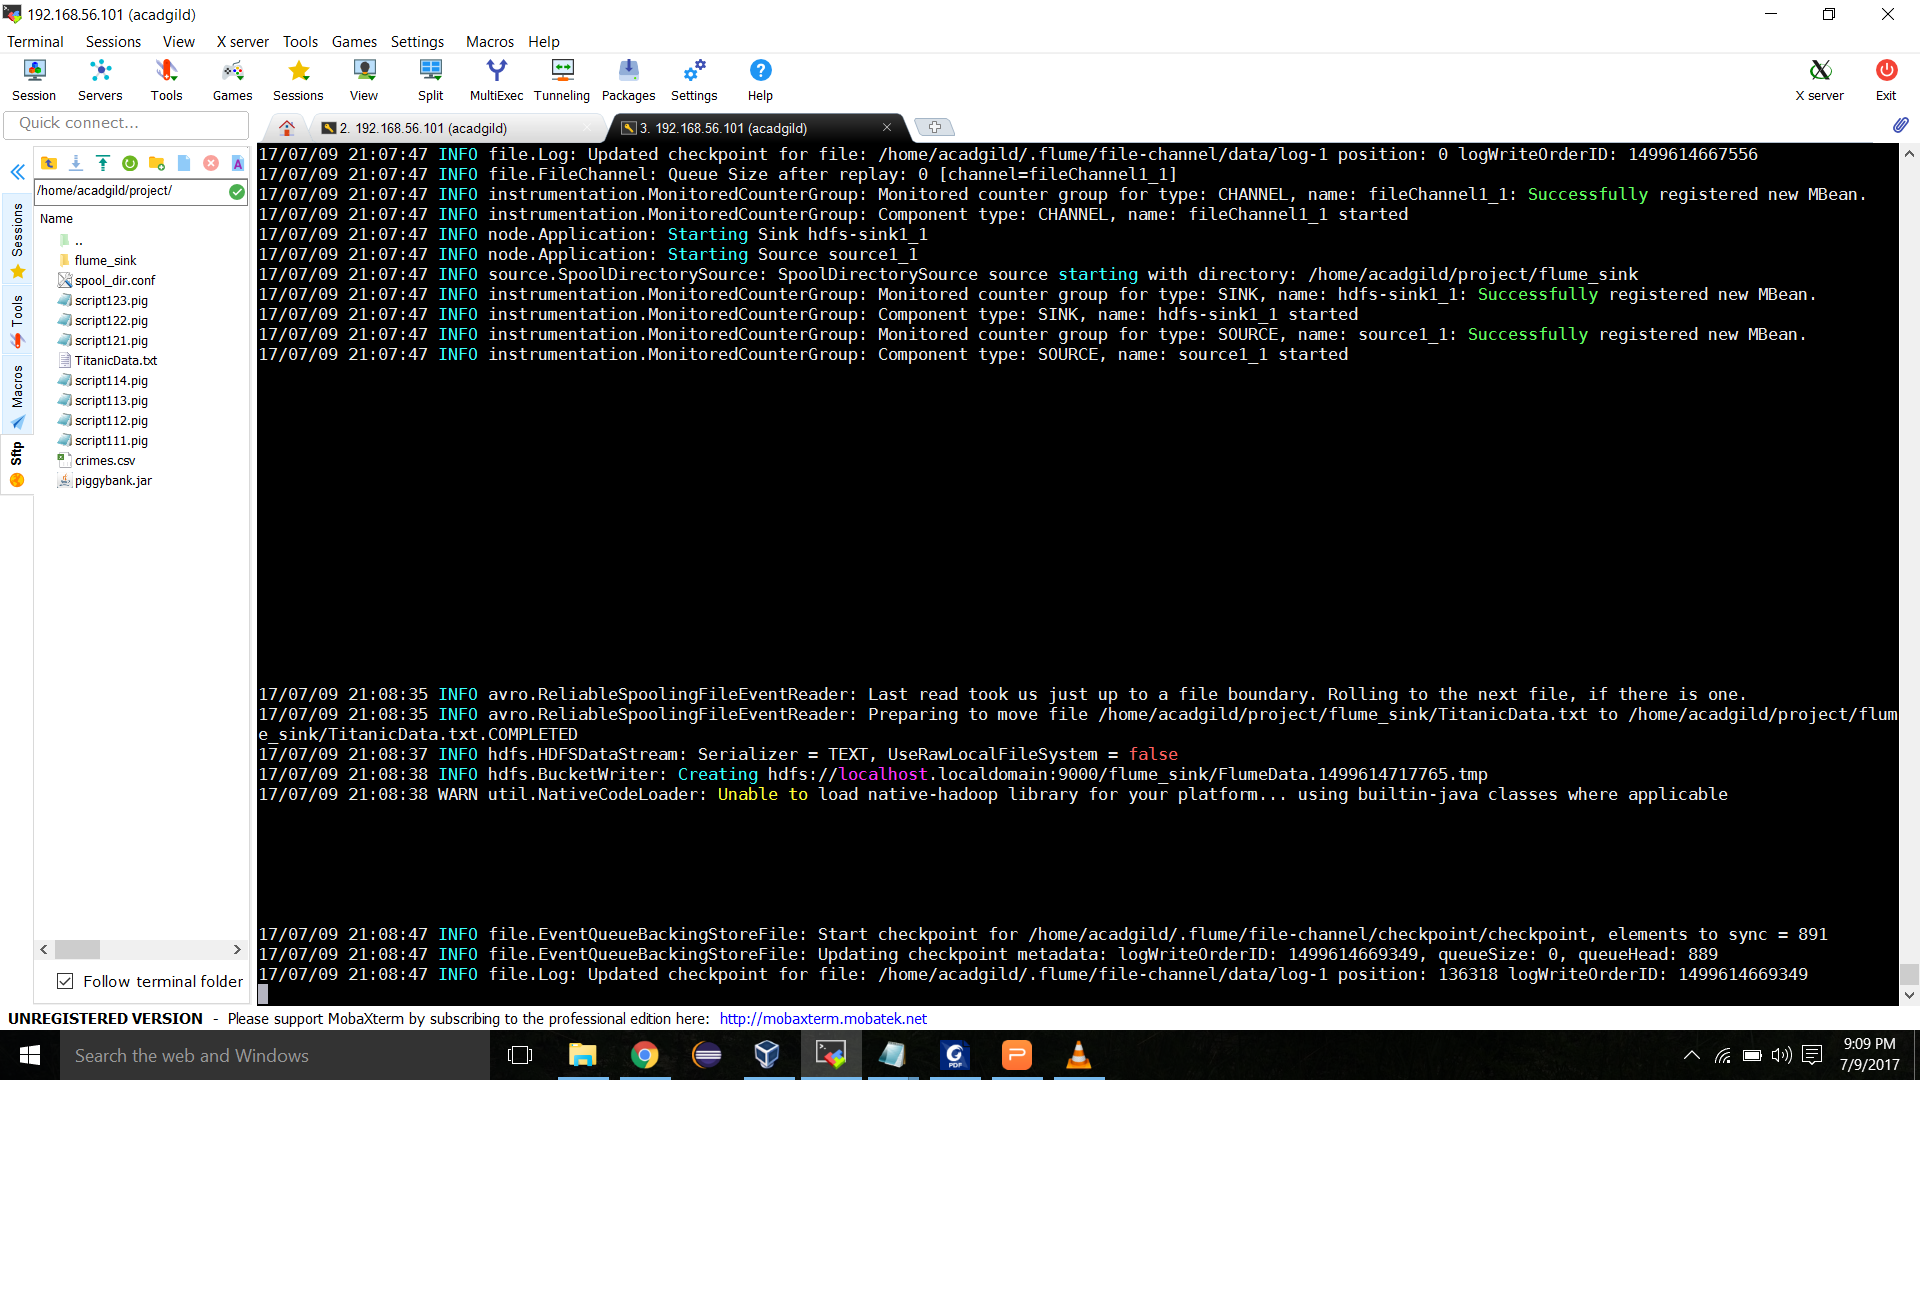 192.168.56.101 (acadgild)
Terminal Sessions View X server Tools Games Settings Macros Help
Session Servers Tools Games Sessions View Split MultiExec Tunneling Packages Settings Help X server Exit
Quick connect...
2. 192.168.56.101 (acadgild)
3. 192.168.56.101 (acadgild)
/home/acadgild/project/
Name
..
flume_sink
spool_dir.conf
script123.pig
script122.pig
script121.pig
TitanicData.txt
script114.pig
script113.pig
script112.pig
script111.pig
crimes.csv
piggybank.jar
Sessions
Tools
Macros
Sftp
Follow terminal folder
17/07/09 21:07:47 INFO file.Log: Updated checkpoint for file: /home/acadgild/.flume/file-channel/data/log-1 position: 0 logWriteOrderID: 1499614667556
17/07/09 21:07:47 INFO file.FileChannel: Queue Size after replay: 0 [channel=fileChannel1_1]
17/07/09 21:07:47 INFO instrumentation.MonitoredCounterGroup: Monitored counter group for type: CHANNEL, name: fileChannel1_1: Successfully registered new MBean.
17/07/09 21:07:47 INFO instrumentation.MonitoredCounterGroup: Component type: CHANNEL, name: fileChannel1_1 started
17/07/09 21:07:47 INFO node.Application: Starting Sink hdfs-sink1_1
17/07/09 21:07:47 INFO node.Application: Starting Source source1_1
17/07/09 21:07:47 INFO source.SpoolDirectorySource: SpoolDirectorySource source starting with directory: /home/acadgild/project/flume_sink
17/07/09 21:07:47 INFO instrumentation.MonitoredCounterGroup: Monitored counter group for type: SINK, name: hdfs-sink1_1: Successfully registered new MBean.
17/07/09 21:07:47 INFO instrumentation.MonitoredCounterGroup: Component type: SINK, name: hdfs-sink1_1 started
17/07/09 21:07:47 INFO instrumentation.MonitoredCounterGroup: Monitored counter group for type: SOURCE, name: source1_1: Successfully registered new MBean.
17/07/09 21:07:47 INFO instrumentation.MonitoredCounterGroup: Component type: SOURCE, name: source1_1 started
17/07/09 21:08:35 INFO avro.ReliableSpoolingFileEventReader: Last read took us just up to a file boundary. Rolling to the next file, if there is one.
17/07/09 21:08:35 INFO avro.ReliableSpoolingFileEventReader: Preparing to move file /home/acadgild/project/flume_sink/TitanicData.txt to /home/acadgild/project/flum
e_sink/TitanicData.txt.COMPLETED
17/07/09 21:08:37 INFO hdfs.HDFSDataStream: Serializer = TEXT, UseRawLocalFileSystem = false
17/07/09 21:08:38 INFO hdfs.BucketWriter: Creating hdfs://localhost.localdomain:9000/flume_sink/FlumeData.1499614717765.tmp
17/07/09 21:08:38 WARN util.NativeCodeLoader: Unable to load native-hadoop library for your platform... using builtin-java classes where applicable
17/07/09 21:08:47 INFO file.EventQueueBackingStoreFile: Start checkpoint for /home/acadgild/.flume/file-channel/checkpoint/checkpoint, elements to sync = 891
17/07/09 21:08:47 INFO file.EventQueueBackingStoreFile: Updating checkpoint metadata: logWriteOrderID: 1499614669349, queueSize: 0, queueHead: 889
17/07/09 21:08:47 INFO file.Log: Updated checkpoint for file: /home/acadgild/.flume/file-channel/data/log-1 position: 136318 logWriteOrderID: 1499614669349
UNREGISTERED VERSION - Please support MobaXterm by subscribing to the professional edition here: http://mobaxterm.mobatek.net
Search the web and Windows
9:09 PM
7/9/2017